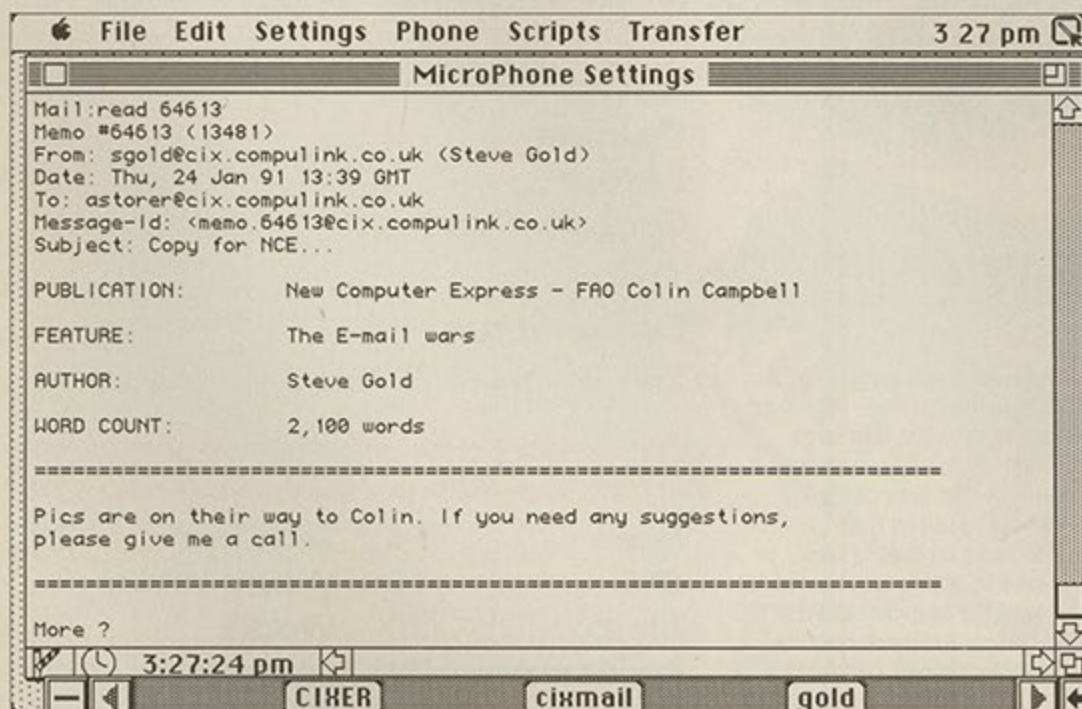 File Edit Settings Phone Scripts Transfer 3 27 pm
MicroPhone Settings
Mail:read 64613
Memo #64613 (13481)
From: sgold@cix.compulink.co.uk (Steve Gold)
Date: Thu, 24 Jan 91 13:39 GMT
To: astorer@cix.compulink.co.uk
Message-Id: <memo.64613@cix.compulink.co.uk>
Subject: Copy for NCE...
PUBLICATION: New Computer Express - FAO Colin Campbell
FEATURE: The E-mail wars
AUTHOR: Steve Gold
WORD COUNT: 2,100 words
======================================================================
Pics are on their way to Colin. If you need any suggestions,
please give me a call.
======================================================================
More ?
3:27:24 pm
CIXER cixmail gold